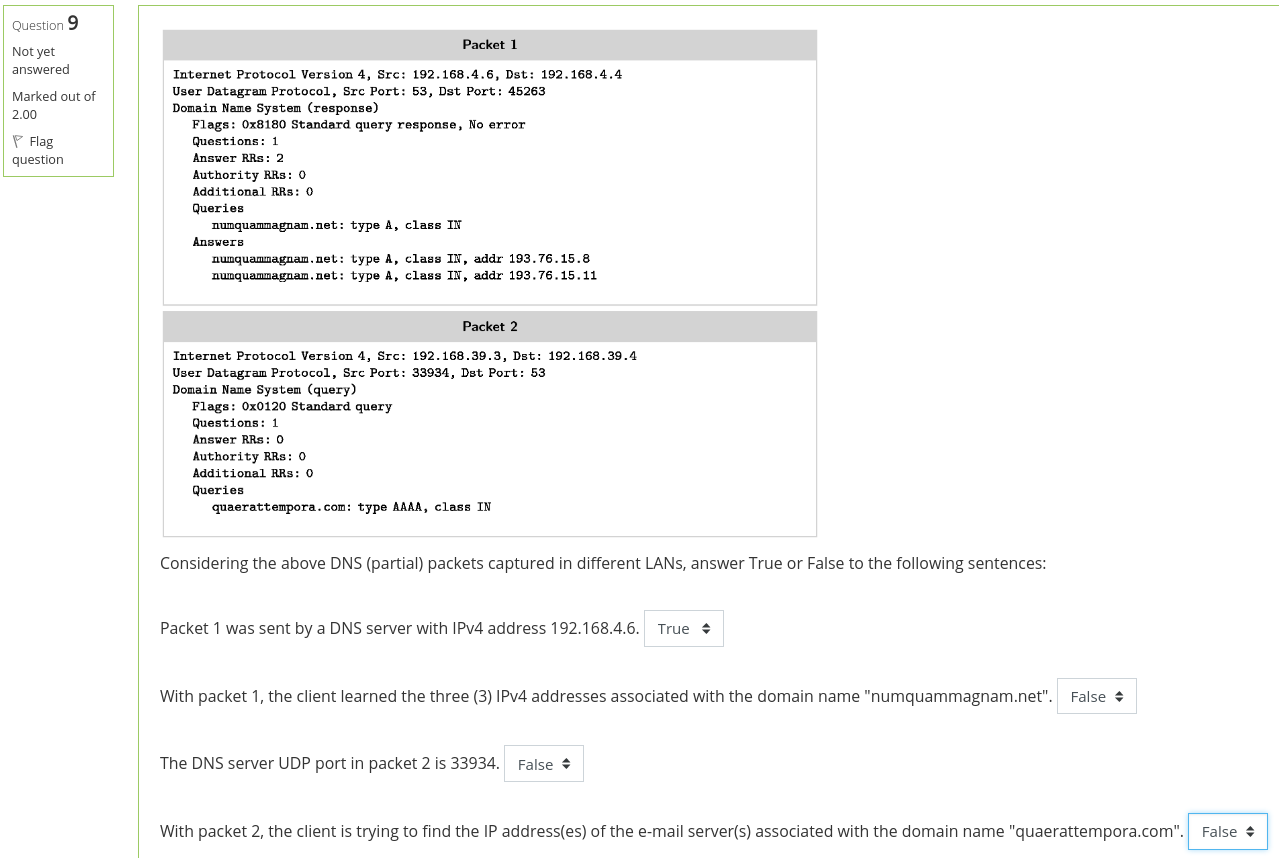 Question 9
Not yet
answered
Marked out of
2.00
Flag
question
Packet 1
Internet Protocol Version 4, Src: 192.168.4.6, Dst: 192.168.4.4
User Datagram Protocol, Src Port: 53, Dst Port: 45263
Domain Name System (response)
Flags: 0x8180 Standard query response, No error
Questions: 1
Answer RRs: 2
Authority RRs: 0
Additional RRs: 0
Queries
numquammagnam.net: type A, class IN
Answers
numquammagnam.net: type A, class IN, addr 193.76.15.8
numquammagnam.net: type A, class IN, addr 193.76.15.11
Packet 2
Internet Protocol Version 4, Src: 192.168.39.3, Dst: 192.168.39.4
User Datagram Protocol, Src Port: 33934, Dst Port: 53
Domain Name System (query)
Flags: 0x0120 Standard query
Questions: 1
Answer RRs: 0
Authority RRs: 0
Additional RRs: 0
Queries
quaerattempora.com: type AAAA, class IN
Considering the above DNS (partial) packets captured in different LANs, answer True or False to the following sentences:
Packet 1 was sent by a DNS server with IPv4 address 192.168.4.6. True
With packet 1, the client learned the three (3) IPv4 addresses associated with the domain name "numquammagnam.net". False
The DNS server UDP port in packet 2 is 33934. False
With packet 2, the client is trying to find the IP address(es) of the e-mail server(s) associated with the domain name "quaerattempora.com". False